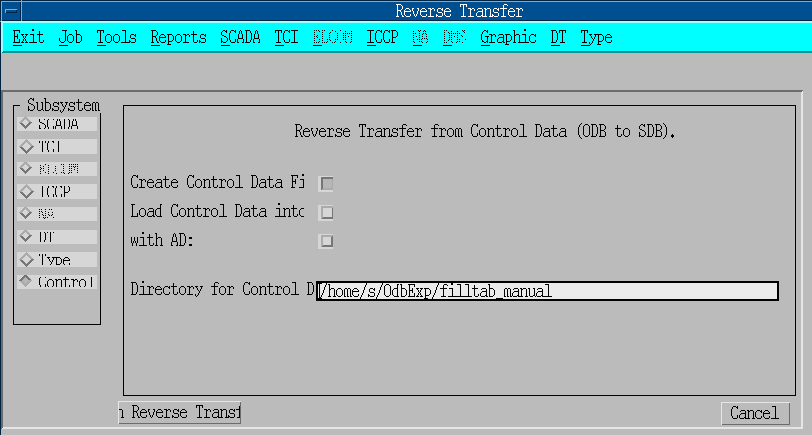 Reverse Transfer
Exit Job Tools Reports SCADA TCI ELCOM ICCP NA DMS Graphic DT Type
Subsystem
SCADA
TCI
ELCOM
ICCP
NA
DT
Type
Control
Reverse Transfer from Control Data (ODB to SDB).
Create Control Data Fi
Load Control Data into
with AD:
Directory for Control D
/home/s/OdbExp/filltab_manual
n Reverse Transf
Cancel